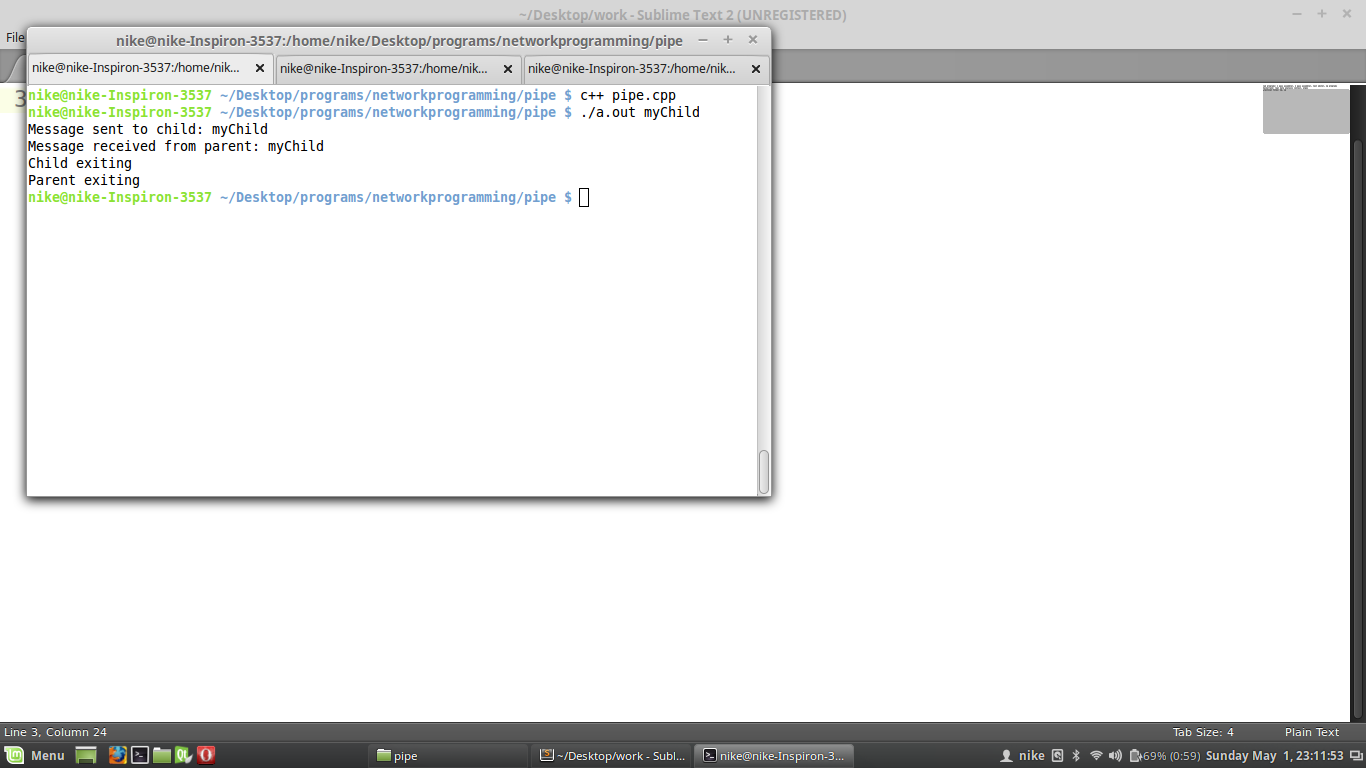 ~/Desktop/work - Sublime Text 2 (UNREGISTERED)
File
nike@nike-Inspiron-3537:/home/nike/Desktop/programs/networkprogramming/pipe
nike@nike-Inspiron-3537:/home/nik... nike@nike-Inspiron-3537:/home/nik... nike@nike-Inspiron-3537:/home/nik...
3
nike@nike-Inspiron-3537 ~/Desktop/programs/networkprogramming/pipe $ c++ pipe.cpp
nike@nike-Inspiron-3537 ~/Desktop/programs/networkprogramming/pipe $ ./a.out myChild
Message sent to child: myChild
Message received from parent: myChild
Child exiting
Parent exiting
nike@nike-Inspiron-3537 ~/Desktop/programs/networkprogramming/pipe $
Line 3, Column 24 Tab Size: 4 Plain Text
Menu pipe ~/Desktop/work - Subl... nike@nike-Inspiron-3... nike 69% (0:59) Sunday May 1, 23:11:53